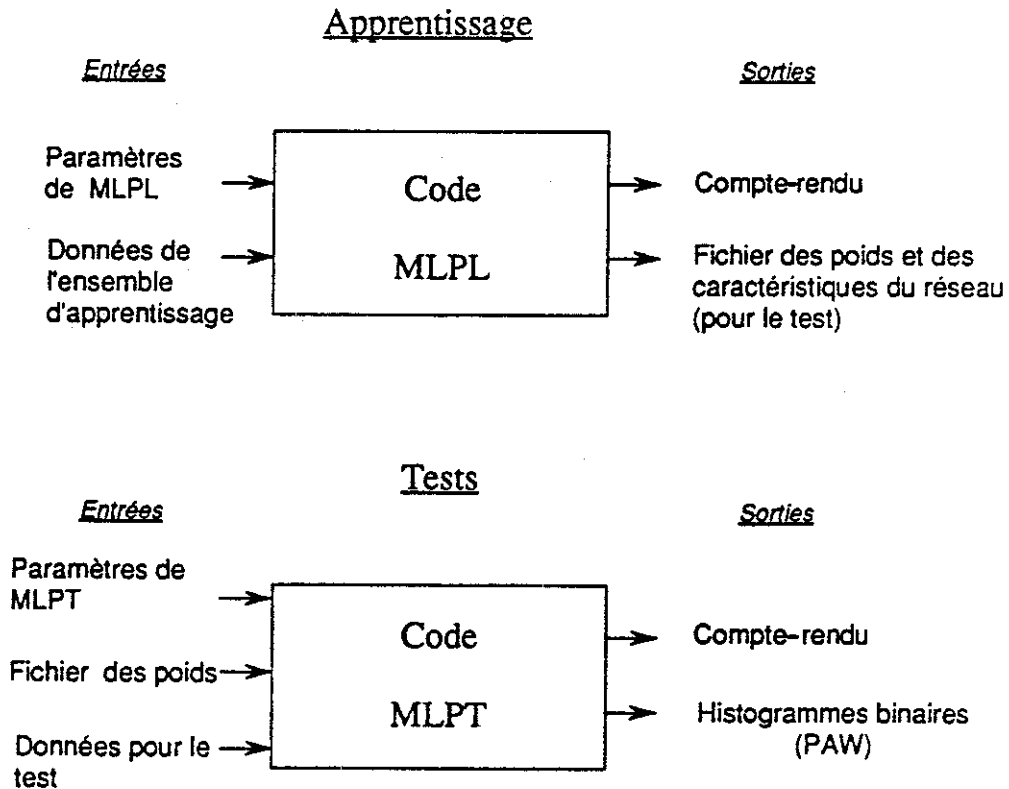 Apprentissage
Entrées
Sorties
Paramètres
de MLPL
Données de
l'ensemble
d'apprentissage
Code
MLPL
Compte-rendu
Fichier des poids et des
caractéristiques du réseau
(pour le test)
Tests
Entrées
Sorties
Paramètres de
MLPT
Fichier des poids
Données pour le
test
Code
MLPT
Compte-rendu
Histogrammes binaires
(PAW)